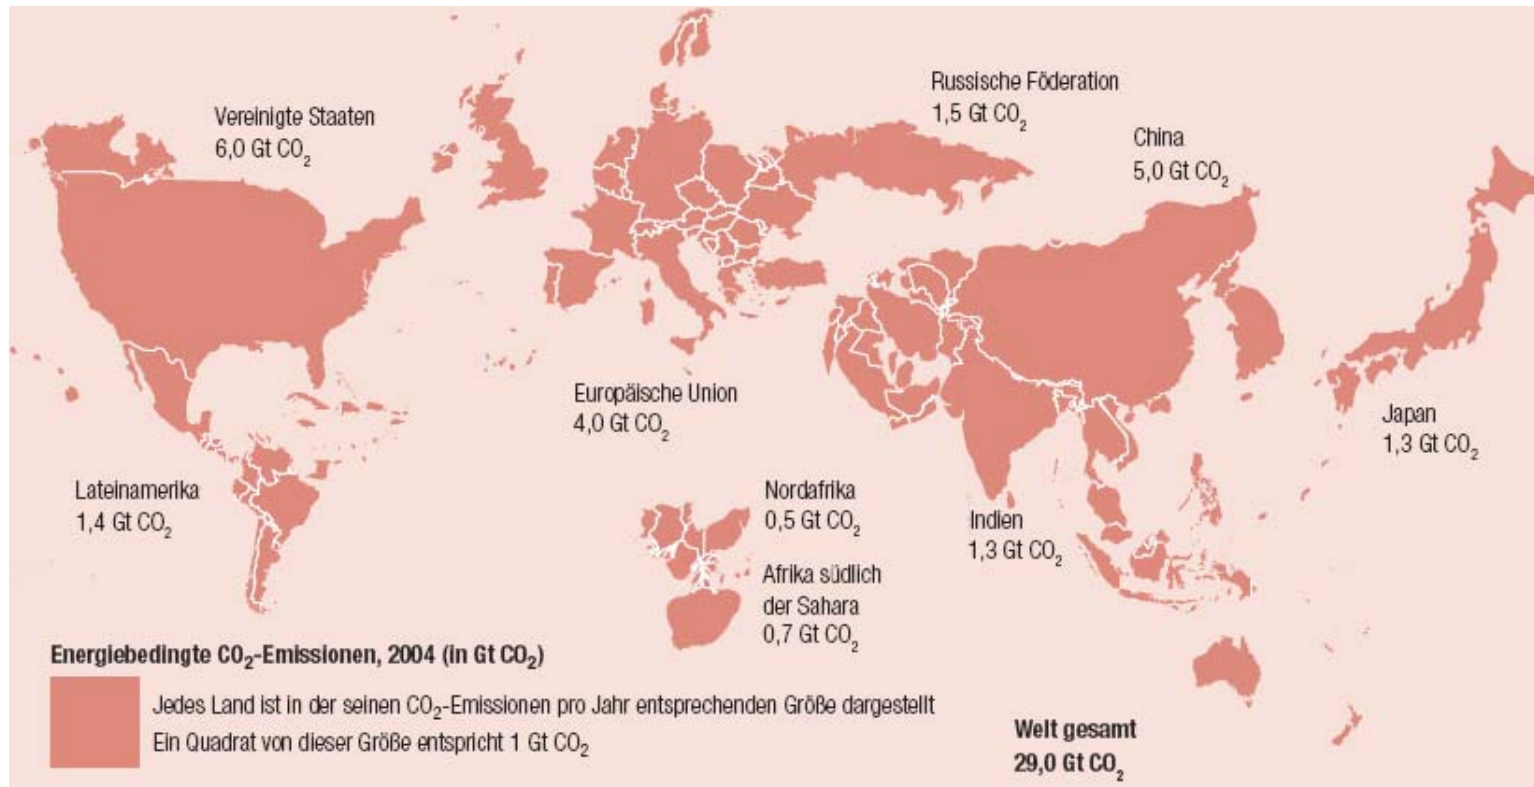 Vereinigte Staaten
6,0 Gt CO₂
Russische Föderation
1,5 Gt CO₂
China
5,0 Gt CO₂
Europäische Union
4,0 Gt CO₂
Japan
1,3 Gt CO₂
Lateinamerika
1,4 Gt CO₂
Nordafrika
0,5 Gt CO₂
Indien
1,3 Gt CO₂
Afrika südlich
der Sahara
0,7 Gt CO₂
Energiebedingte CO₂-Emissionen, 2004 (in Gt CO₂)
Jedes Land ist in der seinen CO₂-Emissionen pro Jahr entsprechenden Größe dargestellt
Ein Quadrat von dieser Größe entspricht 1 Gt CO₂
Welt gesamt
29,0 Gt CO₂